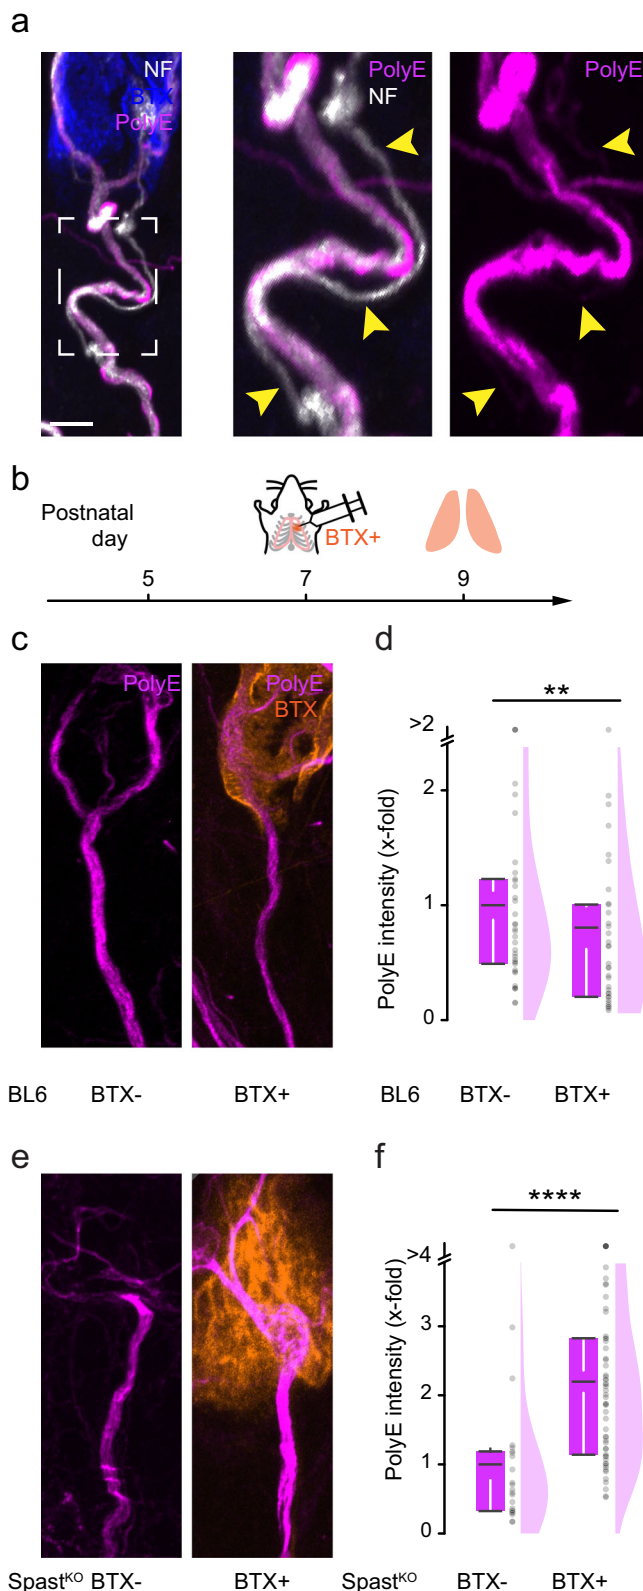 a
NF
BTX
PolyE
PolyE
NF
PolyE
b
Postnatal
day
BTX+
5 7 9
c
PolyE
PolyE
BTX
BL6 BTX- BTX+
d
**
>2
2
1
0
PolyE intensity (x-fold)
BL6 BTX- BTX+
e
Spastᴷᴼ BTX- BTX+
f
****
>4
3
2
1
0
PolyE intensity (x-fold)
Spastᴷᴼ BTX- BTX+